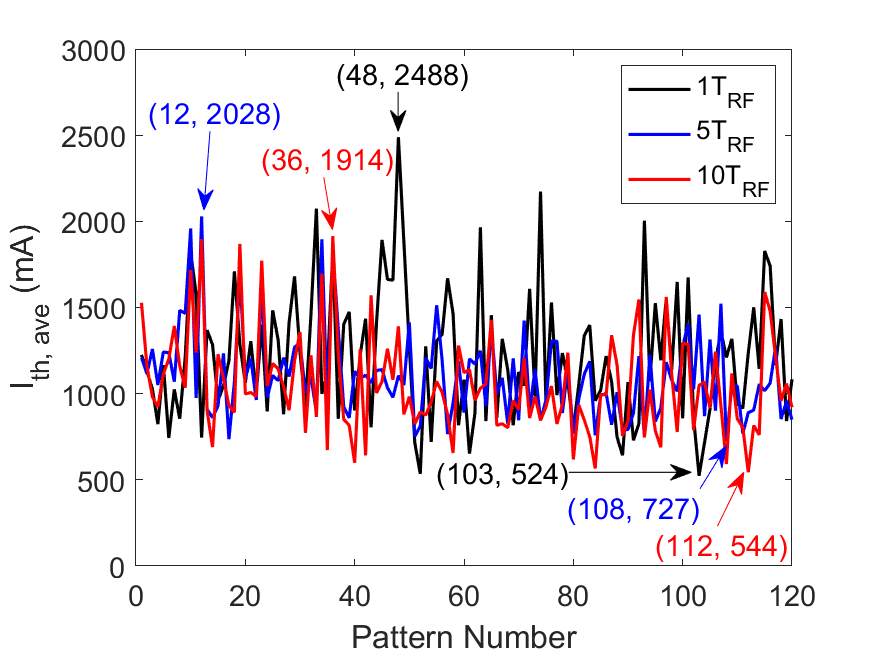 3000
2500
2000
1500
1000
500
0
I_th, ave (mA)
(48, 2488)
(12, 2028)
(36, 1914)
1T_RF
5T_RF
10T_RF
(103, 524)
(108, 727)
(112, 544)
0 20 40 60 80 100 120
Pattern Number